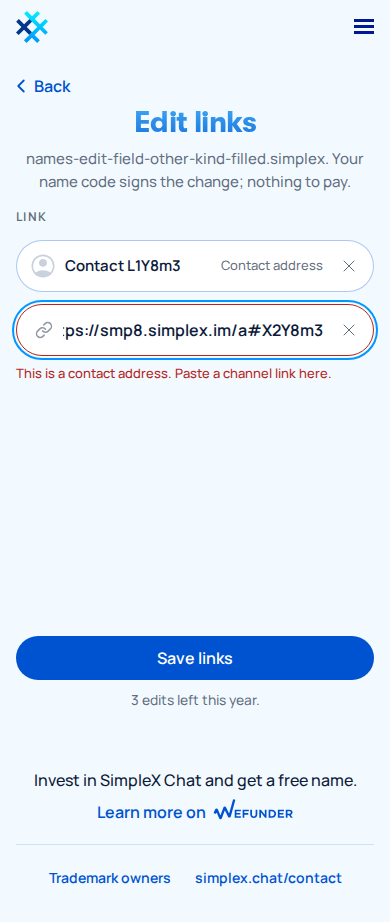 Back
Edit links
names-edit-field-other-kind-filled.simplex. Your
name code signs the change; nothing to pay.
LINK
Contact L1Y8m3 Contact address
:ps://smp8.simplex.im/a#X2Y8m3
This is a contact address. Paste a channel link here.
Save links
3 edits left this year.
Invest in SimpleX Chat and get a free name.
Learn more on WEFUNDER
Trademark owners simplex.chat/contact